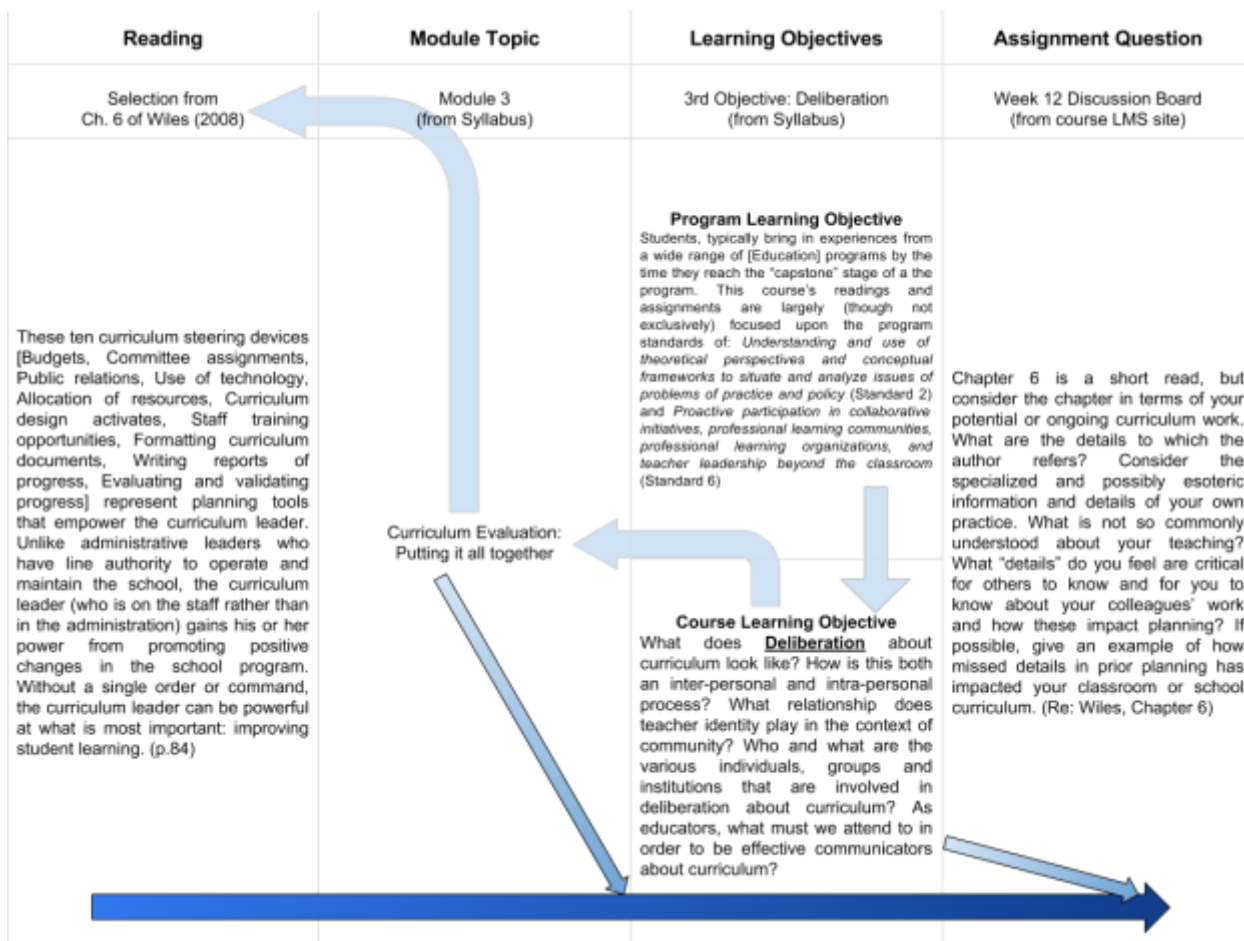 Reading
Module Topic
Learning Objectives
Assignment Question
Selection from
Ch. 6 of Wiles (2008)
Module 3
(from Syllabus)
3rd Objective: Deliberation
(from Syllabus)
Week 12 Discussion Board
(from course LMS site)
These ten curriculum steering devices
[Budgets, Committee assignments,
Public relations, Use of technology,
Allocation of resources, Curriculum
design activates, Staff training
opportunities, Formatting curriculum
documents, Writing reports of
progress, Evaluating and validating
progress] represent planning tools
that empower the curriculum leader.
Unlike administrative leaders who
have line authority to operate and
maintain the school, the curriculum
leader (who is on the staff rather than
in the administration) gains his or her
power from promoting positive
changes in the school program.
Without a single order or command,
the curriculum leader can be powerful
at what is most important: improving
student learning. (p.84)
Curriculum Evaluation:
Putting it all together
Program Learning Objective
Students, typically bring in experiences from
a wide range of [Education] programs by the
time they reach the "capstone" stage of a the
program. This course's readings and
assignments are largely (though not
exclusively) focused upon the program
standards of: Understanding and use of
theoretical perspectives and conceptual
frameworks to situate and analyze issues of
problems of practice and policy (Standard 2)
and Proactive participation in collaborative
initiatives, professional learning communities,
professional learning organizations, and
teacher leadership beyond the classroom
(Standard 6)
Course Learning Objective
What does Deliberation about
curriculum look like? How is this both
an inter-personal and intra-personal
process? What relationship does
teacher identity play in the context of
community? Who and what are the
various individuals, groups and
institutions that are involved in
deliberation about curriculum? As
educators, what must we attend to in
order to be effective communicators
about curriculum?
Chapter 6 is a short read, but
consider the chapter in terms of your
potential or ongoing curriculum work.
What are the details to which the
author refers? Consider the
specialized and possibly esoteric
information and details of your own
practice. What is not so commonly
understood about your teaching?
What "details" do you feel are critical
for others to know and for you to
know about your colleagues' work
and how these impact planning? If
possible, give an example of how
missed details in prior planning has
impacted your classroom or school
curriculum. (Re: Wiles, Chapter 6)